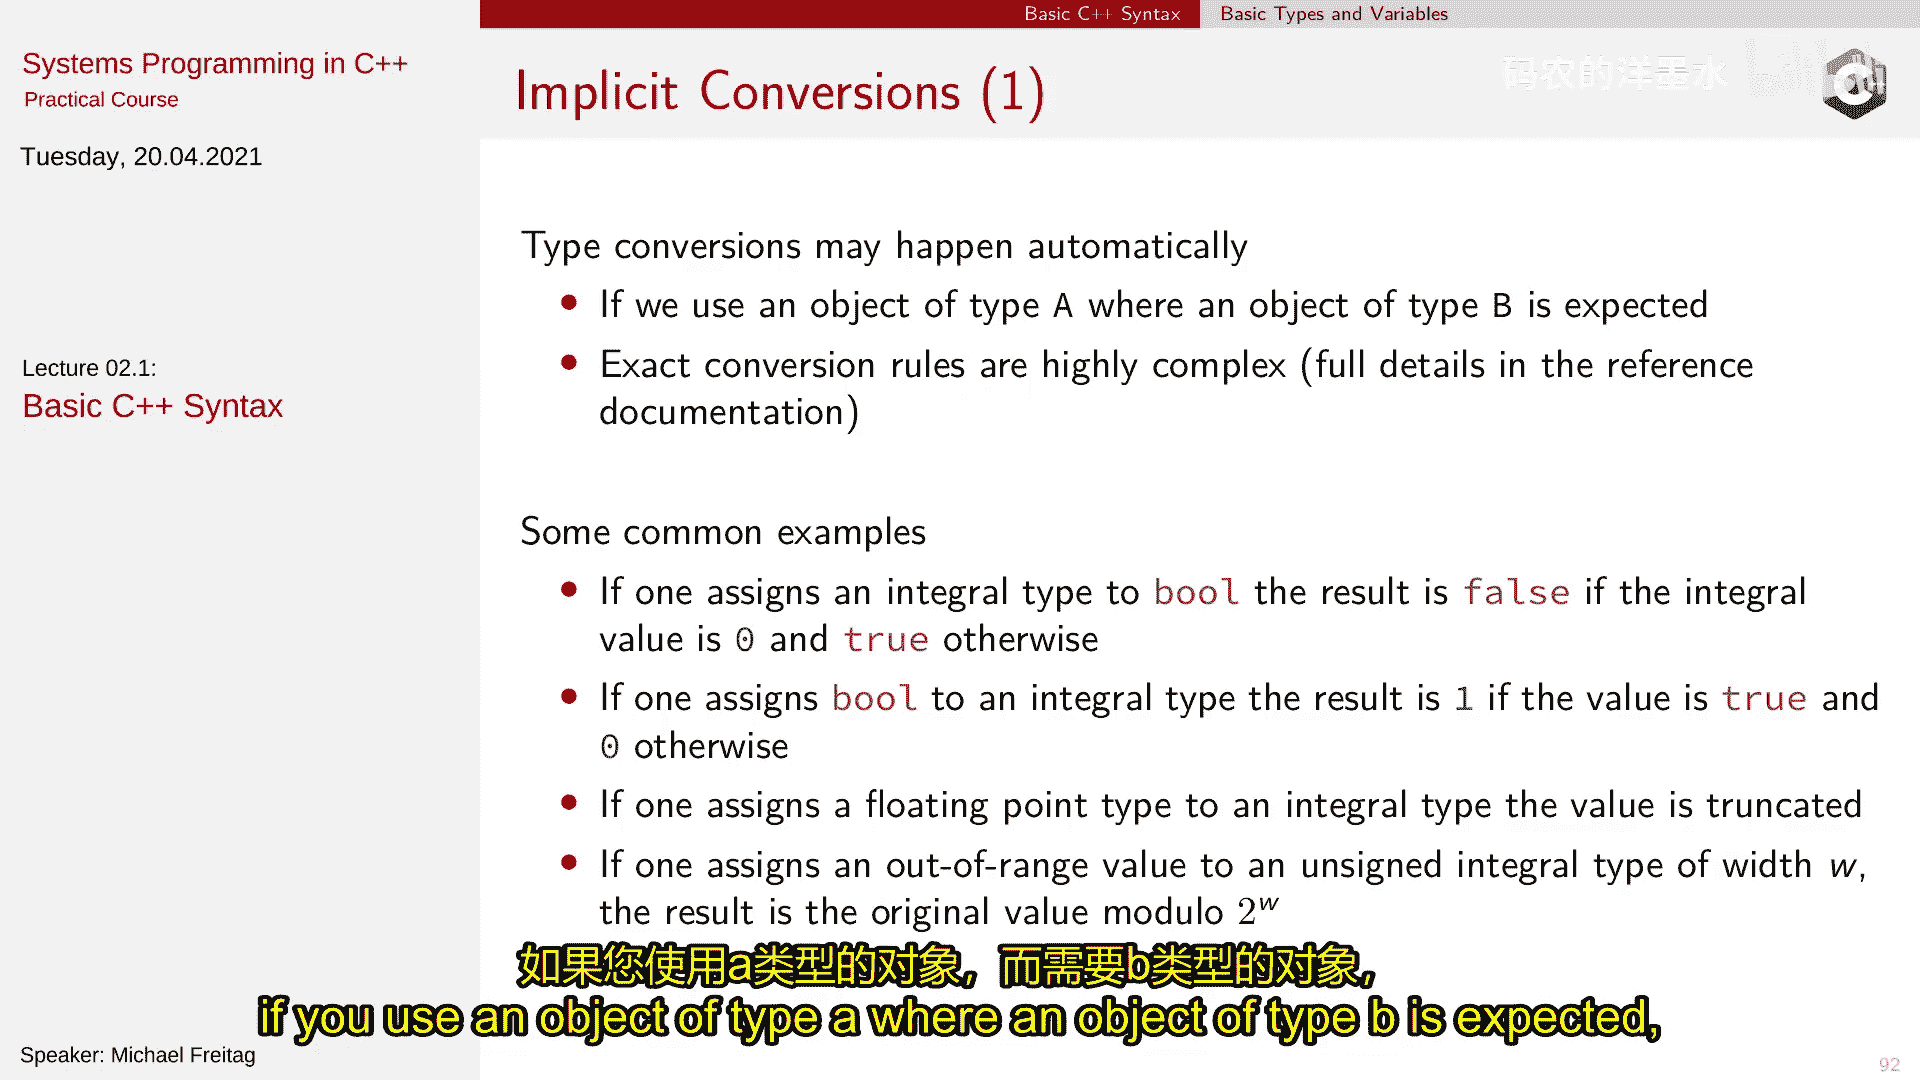 Basic C++ Syntax Basic Types and Variables
Systems Programming in C++
Practical Course
Tuesday, 20.04.2021
Lecture 02.1:
Basic C++ Syntax
Implicit Conversions (1)
码农的洋墨水
Type conversions may happen automatically
• If we use an object of type A where an object of type B is expected
• Exact conversion rules are highly complex (full details in the reference
documentation)
Some common examples
• If one assigns an integral type to bool the result is false if the integral
value is 0 and true otherwise
• If one assigns bool to an integral type the result is 1 if the value is true and
0 otherwise
• If one assigns a floating point type to an integral type the value is truncated
• If one assigns an out-of-range value to an unsigned integral type of width w,
the result is the original value modulo 2^w
如果您使用a类型的对象，而需要b类型的对象，
if you use an object of type a where an object of type b is expected,
Speaker: Michael Freitag
92